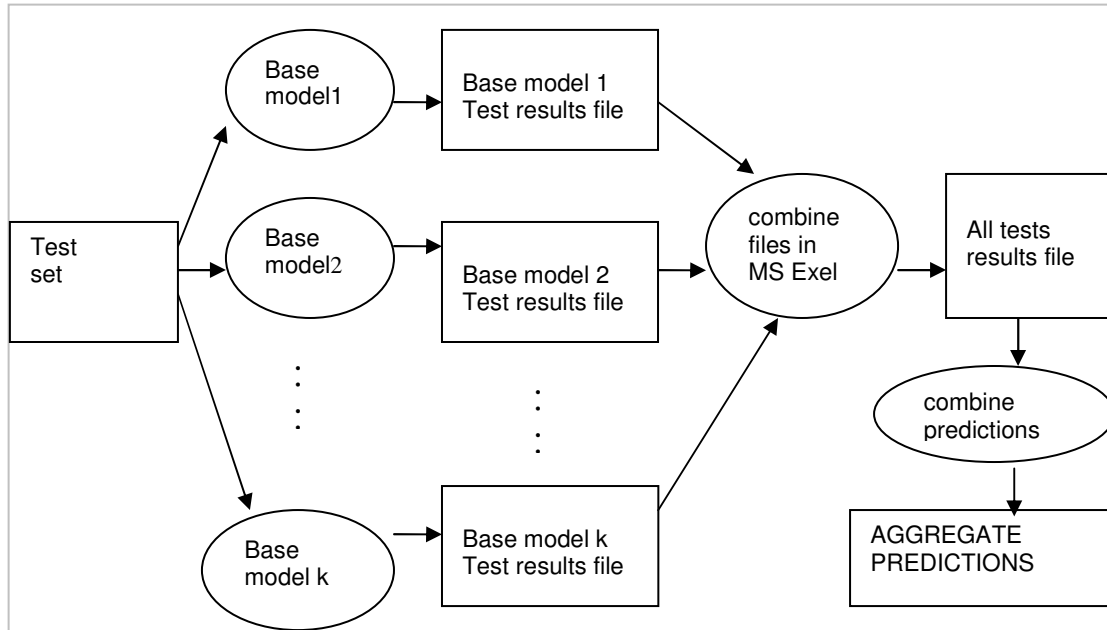 Base
model1
Base model 1
Test results file
Test
set
Base
model2
Base model 2
Test results file
combine
files in
MS Exel
All tests
results file
combine
predictions
Base
model k
Base model k
Test results file
AGGREGATE
PREDICTIONS